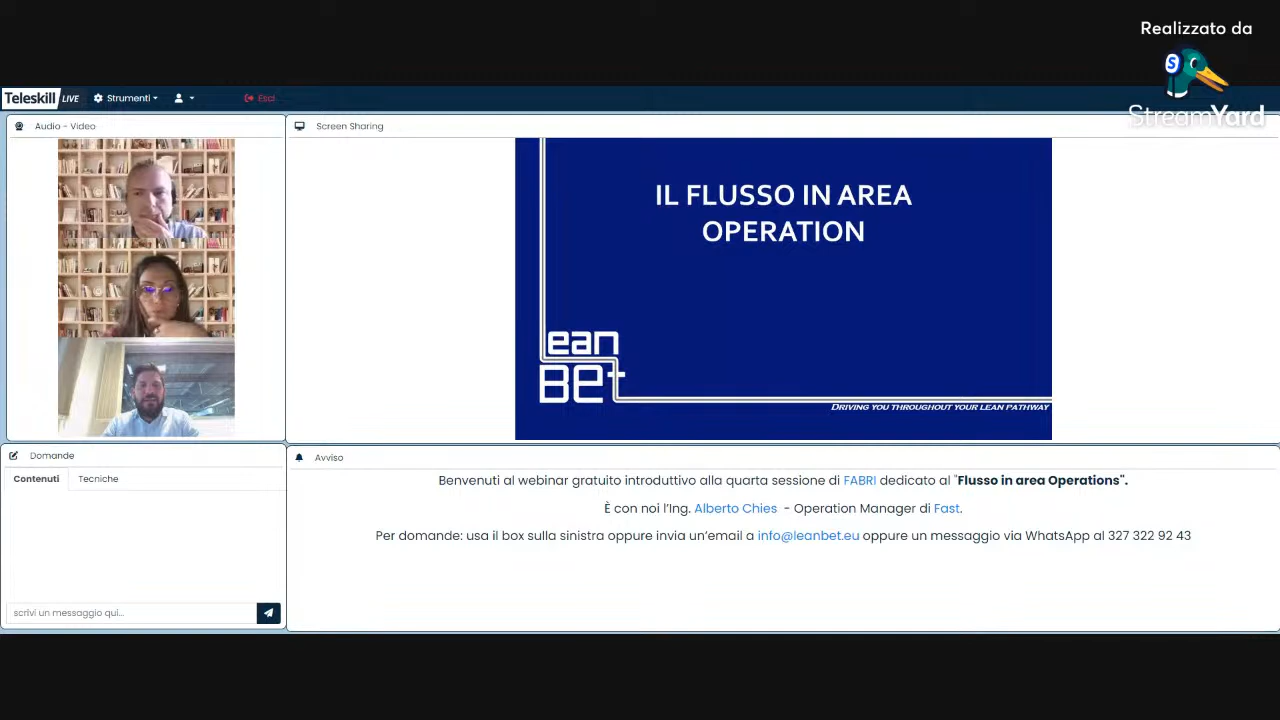 Realizzato da
S
StreamYard
Teleskill LIVE
Strumenti
Esci
Audio - Video
Screen Sharing
IL FLUSSO IN AREA
OPERATION
ean
BEt
DRIVING YOU THROUGHOUT YOUR LEAN PATHWAY
Domande
Contenuti
Tecniche
scrivi un messaggio qui...
Avviso
Benvenuti al webinar gratuito introduttivo alla quarta sessione di FABRI dedicato al "Flusso in area Operations".
È con noi l'Ing. Alberto Chies - Operation Manager di Fast.
Per domande: usa il box sulla sinistra oppure invia un'email a info@leanbet.eu oppure un messaggio via WhatsApp al 327 322 92 43